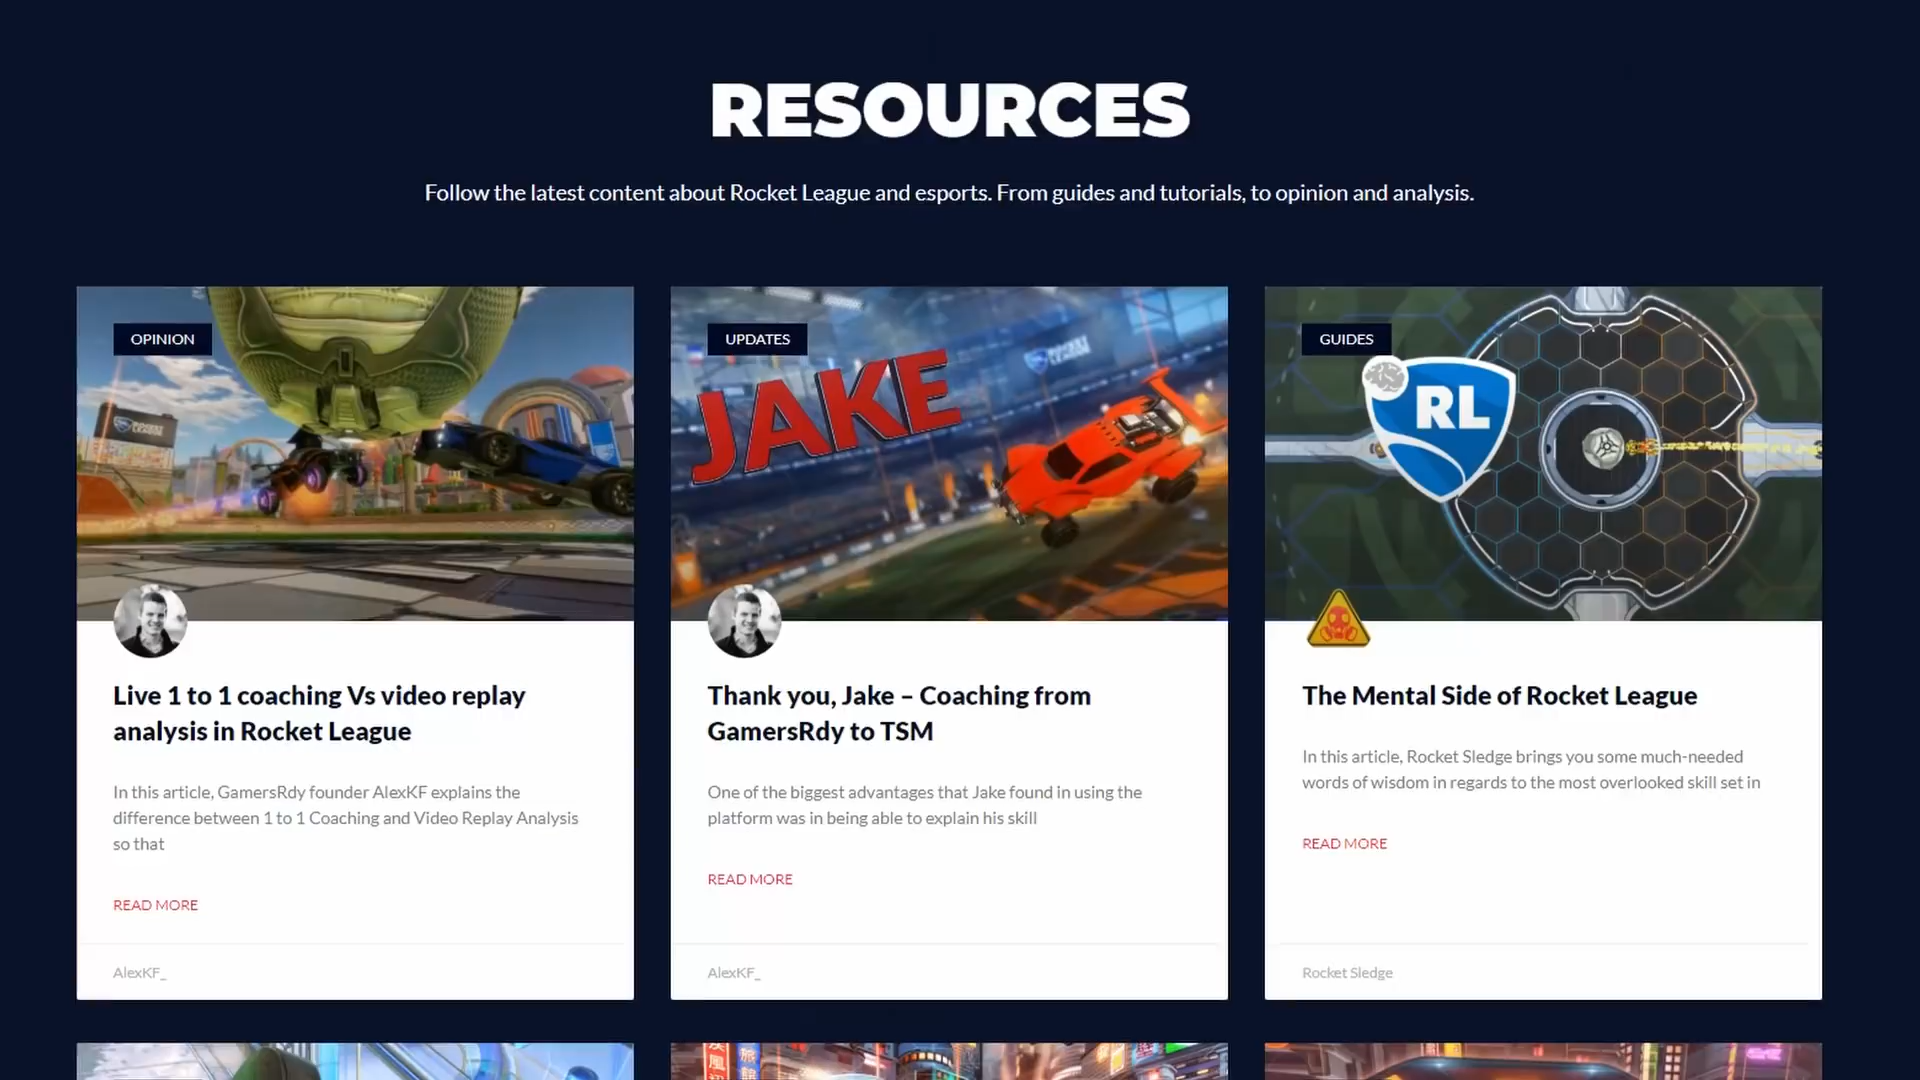 RESOURCES
Follow the latest content about Rocket League and esports. From guides and tutorials, to opinion and analysis.
OPINION
Live 1 to 1 coaching Vs video replay
analysis in Rocket League
In this article, GamersRdy founder AlexKF explains the
difference between 1 to 1 Coaching and Video Replay Analysis
so that
READ MORE
AlexKF_
UPDATES
JAKE
Thank you, Jake – Coaching from
GamersRdy to TSM
One of the biggest advantages that Jake found in using the
platform was in being able to explain his skill
READ MORE
AlexKF_
GUIDES
RL
The Mental Side of Rocket League
In this article, Rocket Sledge brings you some much-needed
words of wisdom in regards to the most overlooked skill set in
READ MORE
Rocket Sledge